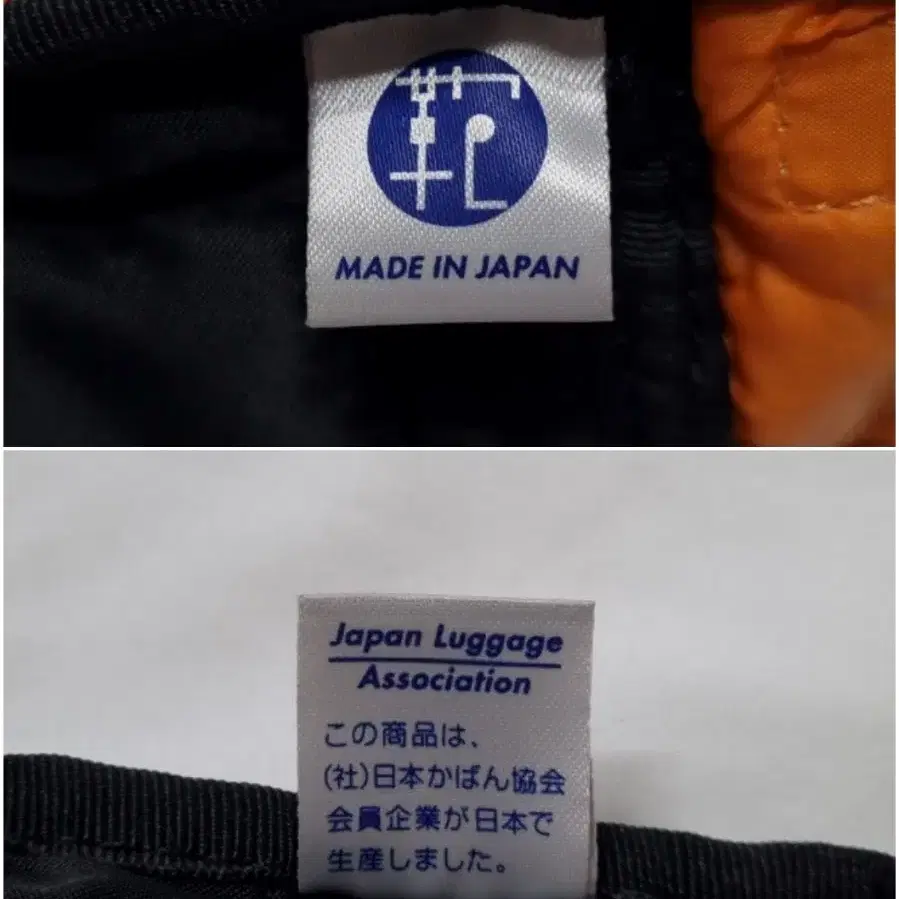 鞄
MADE IN JAPAN
Japan Luggage
Association
この商品は、
(社)日本かばん協会
会員企業が日本で
生産しました。